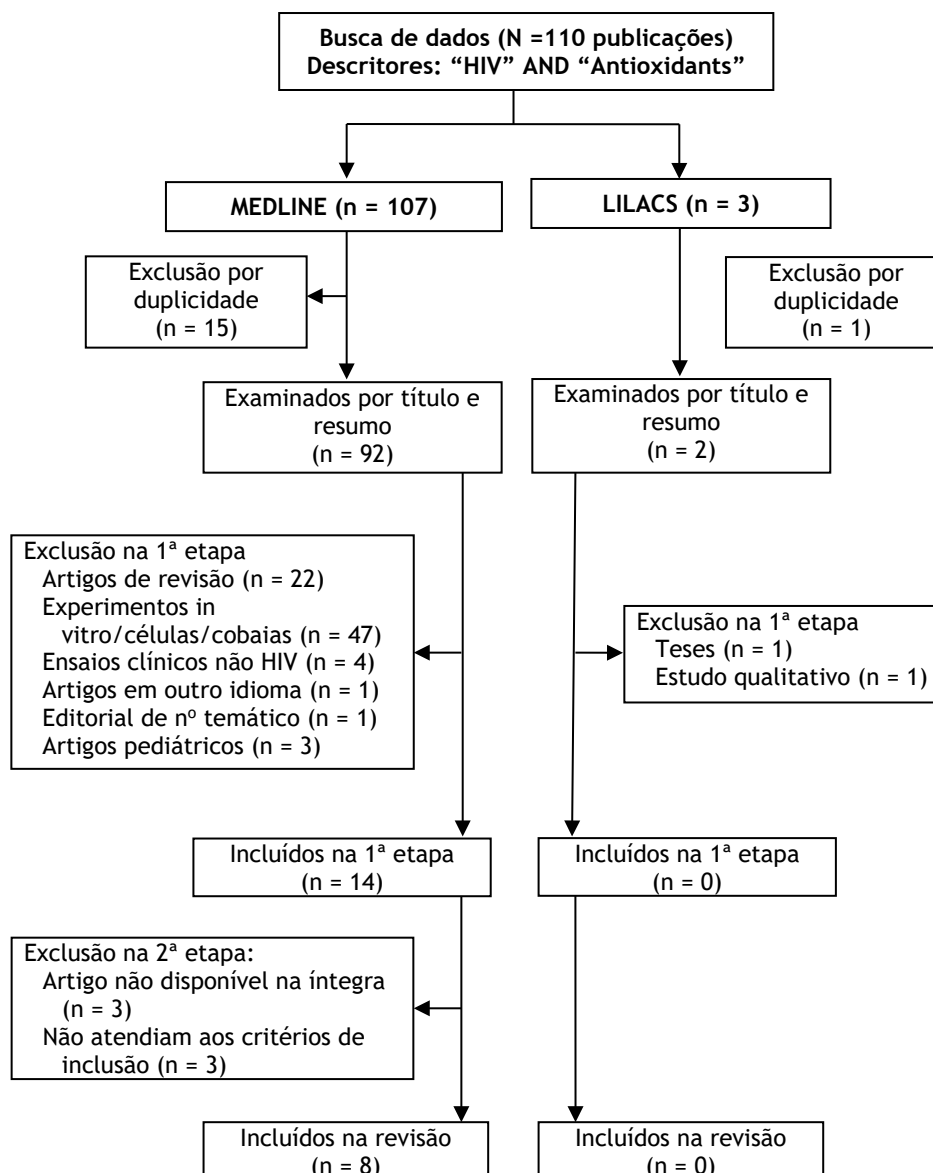 Busca de dados (N =110 publicações)
Descritores: “HIV” AND “Antioxidants”
MEDLINE (n = 107)
LILACS (n = 3)
Exclusão por
duplicidade
(n = 15)
Exclusão por
duplicidade
(n = 1)
Examinados por título e
resumo
(n = 92)
Examinados por título e
resumo
(n = 2)
Exclusão na 1ª etapa
Artigos de revisão (n = 22)
Experimentos in
vitro/células/cobaias (n = 47)
Ensaios clínicos não HIV (n = 4)
Artigos em outro idioma (n = 1)
Editorial de nº temático (n = 1)
Artigos pediátricos (n = 3)
Exclusão na 1ª etapa
Teses (n = 1)
Estudo qualitativo (n = 1)
Incluídos na 1ª etapa
(n = 14)
Incluídos na 1ª etapa
(n = 0)
Exclusão na 2ª etapa:
Artigo não disponível na íntegra
(n = 3)
Não atendiam aos critérios de
inclusão (n = 3)
Incluídos na revisão
(n = 8)
Incluídos na revisão
(n = 0)